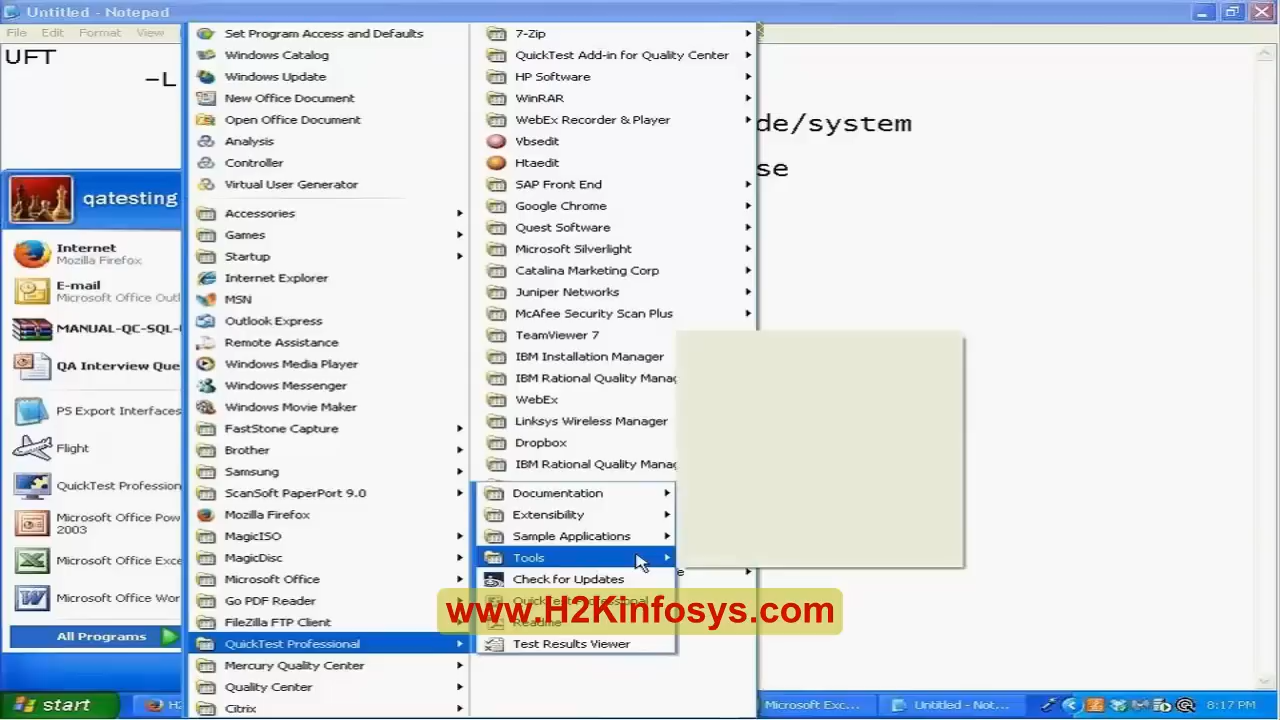 Untitled - Notepad
File Edit Format View
UFT
-L
de/system
se
qatesting
Internet
Mozilla Firefox
E-mail
Microsoft Office Outl
MANUAL-QC-SQL-
QA Interview Que
PS Export Interfaces
Flight
QuickTest Profession
Microsoft Office Pow
2003
Microsoft Office Exce
Microsoft Office Wor
All Programs
Set Program Access and Defaults
Windows Catalog
Windows Update
New Office Document
Open Office Document
Analysis
Controller
Virtual User Generator
Accessories
Games
Startup
Internet Explorer
MSN
Outlook Express
Remote Assistance
Windows Media Player
Windows Messenger
Windows Movie Maker
FastStone Capture
Brother
Samsung
ScanSoft PaperPort 9.0
Mozilla Firefox
MagicISO
MagicDisc
Microsoft Office
Go PDF Reader
FileZilla FTP Client
QuickTest Professional
Mercury Quality Center
Quality Center
Citrix
7-Zip
QuickTest Add-in for Quality Center
HP Software
WinRAR
WebEx Recorder & Player
Vbsedit
Htaedit
SAP Front End
Google Chrome
Quest Software
Microsoft Silverlight
Catalina Marketing Corp
Juniper Networks
McAfee Security Scan Plus
TeamViewer 7
IBM Installation Manager
IBM Rational Quality Manag
WebEx
Linksys Wireless Manager
Dropbox
IBM Rational Quality Manag
Documentation
Extensibility
Sample Applications
Tools
Check for Updates
QuickTest Professional
Readme
Test Results Viewer
www.H2Kinfosys.com
start
H2
Microsoft Exc...
Untitled - Not...
8:17 PM